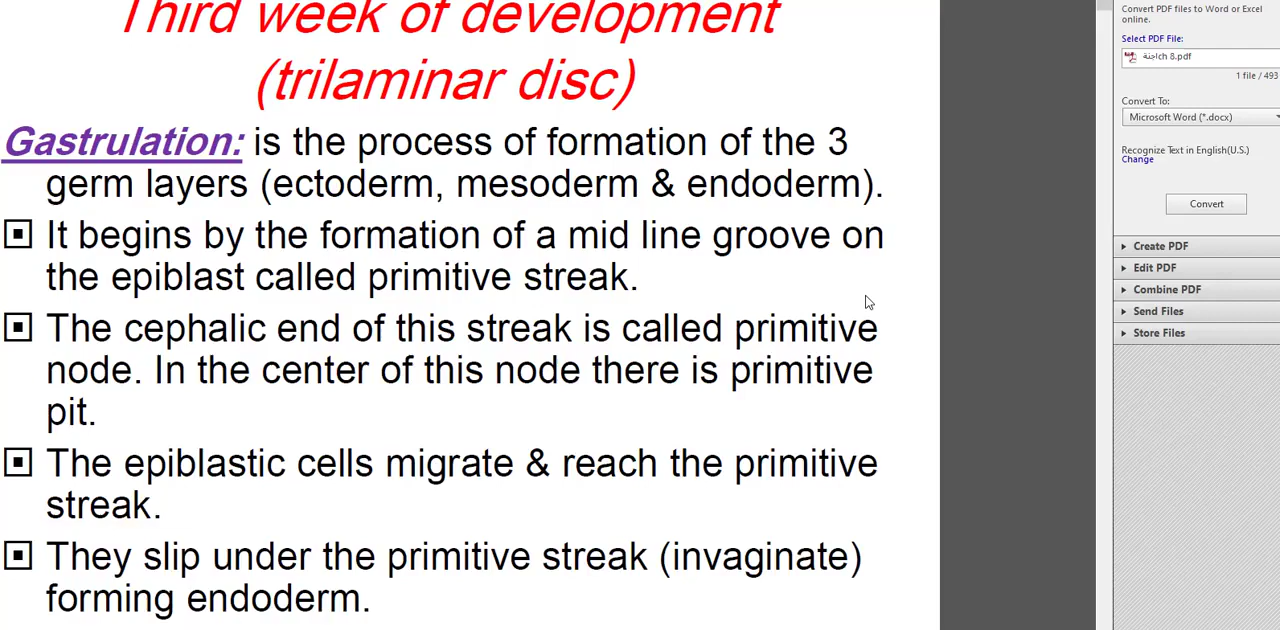 Third week of development
(trilaminar disc)
Gastrulation: is the process of formation of the 3
germ layers (ectoderm, mesoderm & endoderm).
It begins by the formation of a mid line groove on
the epiblast called primitive streak.
The cephalic end of this streak is called primitive
node. In the center of this node there is primitive
pit.
The epiblastic cells migrate & reach the primitive
streak.
They slip under the primitive streak (invaginate)
forming endoderm.
Convert PDF files to Word or Excel
online.
Select PDF File:
اجنة ch 8.pdf
1 file / 493
Convert To:
Microsoft Word (*.docx)
Recognize Text in English(U.S.)
Change
Convert
Create PDF
Edit PDF
Combine PDF
Send Files
Store Files